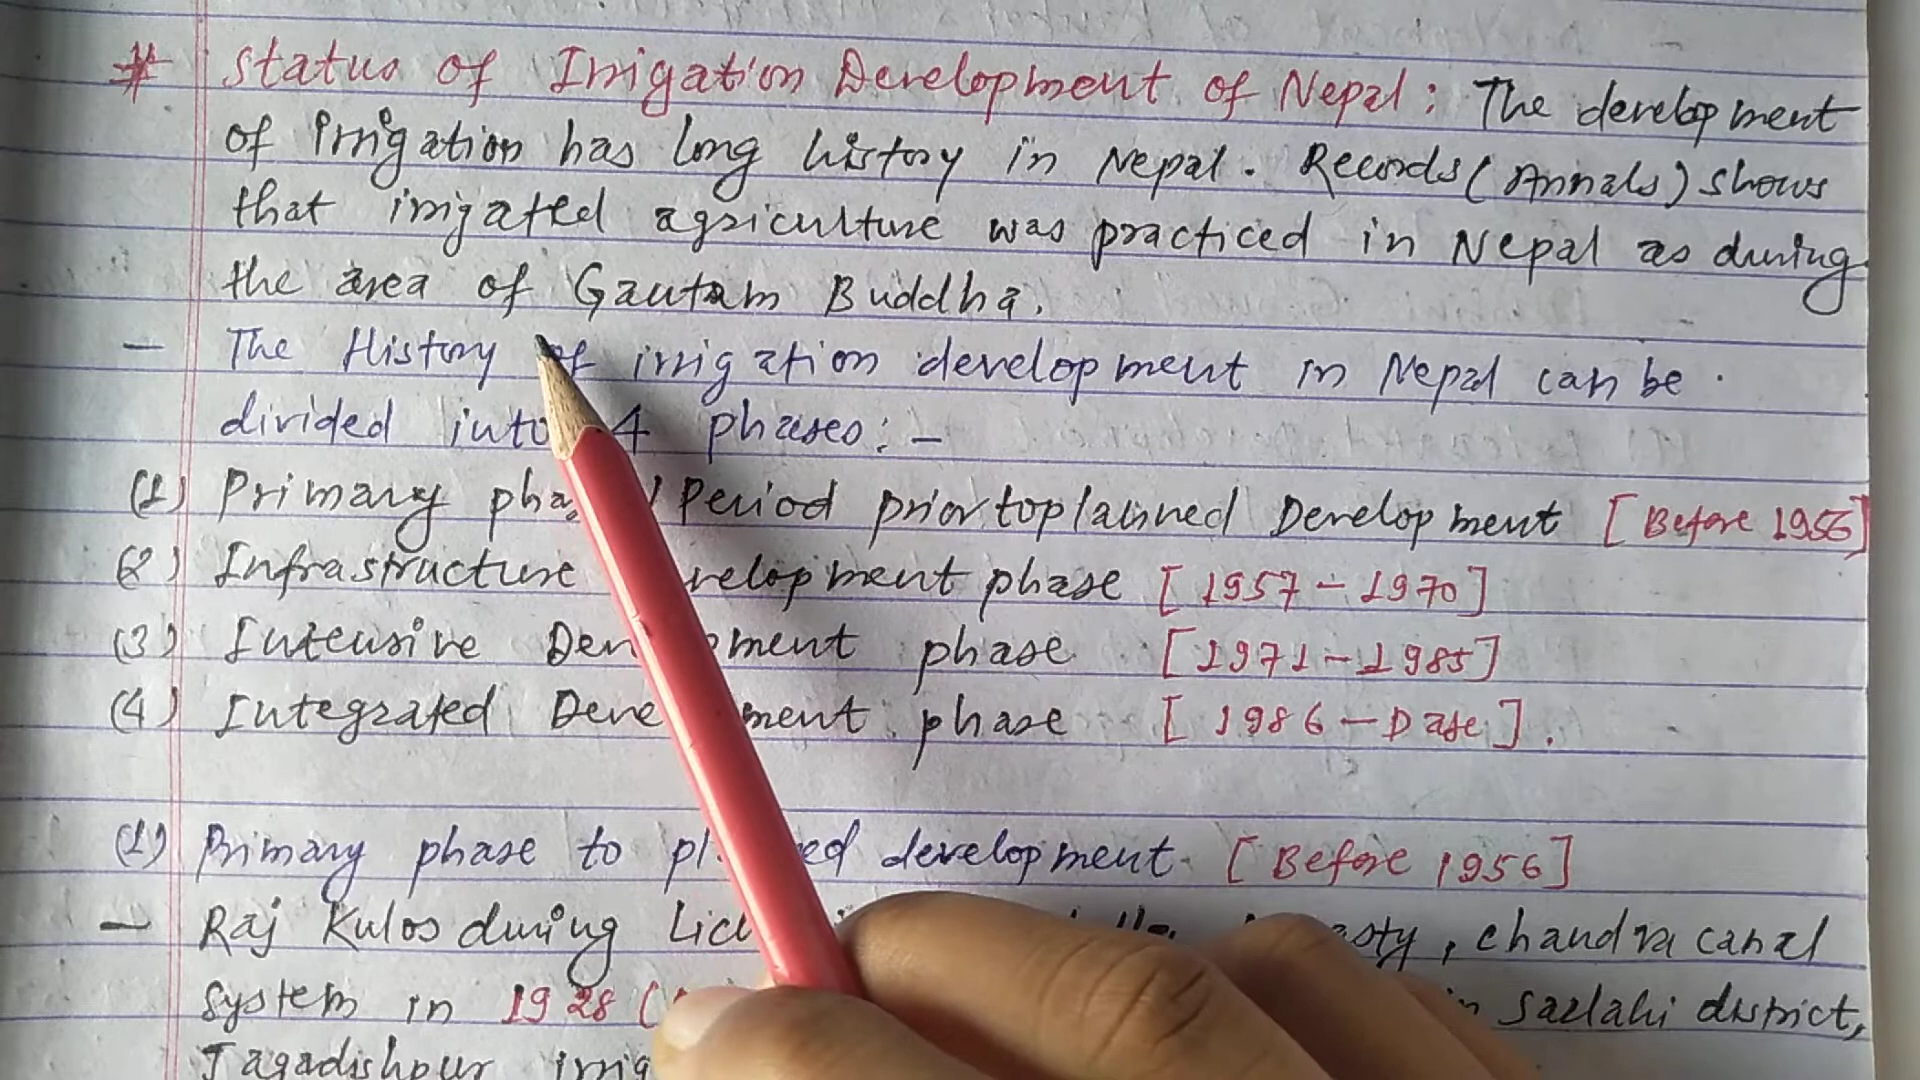 # Status of Irrigation Development of Nepal: The development
of irrigation has long history in Nepal. Records (Annals) shows
that irrigated agriculture was practiced in Nepal as during
the area of Gautam Buddha.
- The History of irrigation development in Nepal can be
divided into 4 phases:-
(1) Primary / Period prior to planned Development [Before 1956]
(2) Infrastructure phase [1957-1970]
(3) Intensive phase [1971-1985]
(4) Integrated phase [1986-Date].
(1) Primary phase to development [Before 1956]
- Raj Kulos during , chandra canal
System in 1928 ( in Sarlahi district,
Jagadishpur